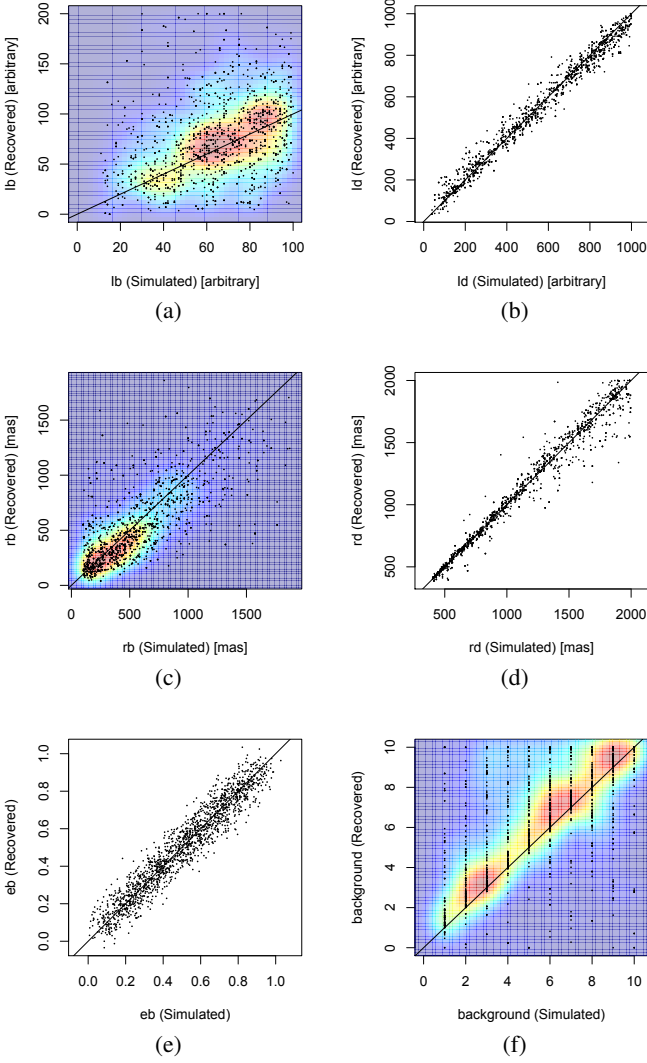 200
150
100
50
0
Ib (Recovered) [arbitrary]
0 20 40 60 80 100
Ib (Simulated) [arbitrary]
(a)
1000
800
600
400
200
0
Id (Recovered) [arbitrary]
0 200 400 600 800 1000
Id (Simulated) [arbitrary]
(b)
1500
1000
500
0
rb (Recovered) [mas]
0 500 1000 1500
rb (Simulated) [mas]
(c)
2000
1500
1000
500
rd (Recovered) [mas]
500 1000 1500 2000
rd (Simulated) [mas]
(d)
1.0
0.8
0.6
0.4
0.2
0.0
eb (Recovered)
0.0 0.2 0.4 0.6 0.8 1.0
eb (Simulated)
(e)
10
8
6
4
2
0
background (Recovered)
0 2 4 6 8 10
background (Simulated)
(f)